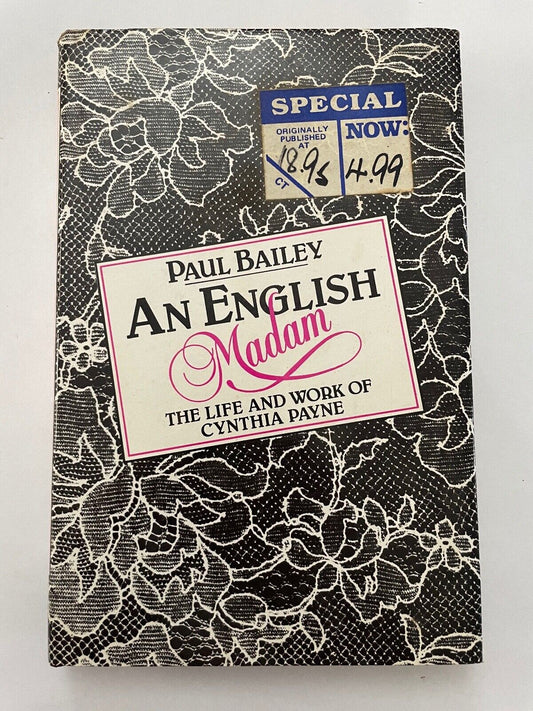 SPECIAL
ORIGINALLY
PUBLISHED
AT
NOW:
18.95
4.99
CT
PAUL BAILEY
AN ENGLISH
Madam
THE LIFE AND WORK OF
CYNTHIA PAYNE